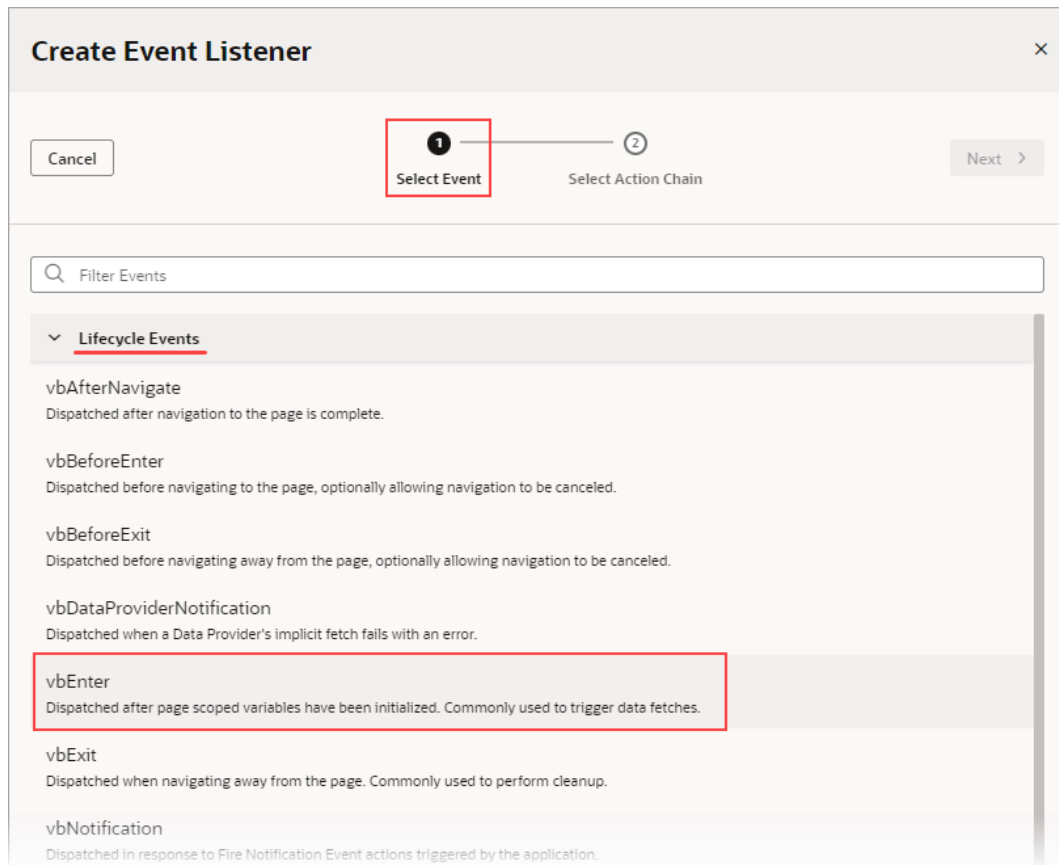 Create Event Listener
Cancel
1
2
Next
Select Event
Select Action Chain
Filter Events
Lifecycle Events
vbAfterNavigate
Dispatched after navigation to the page is complete.
vbBeforeEnter
Dispatched before navigating to the page, optionally allowing navigation to be canceled.
vbBeforeExit
Dispatched before navigating away from the page, optionally allowing navigation to be canceled.
vbDataProviderNotification
Dispatched when a Data Provider's implicit fetch fails with an error.
vbEnter
Dispatched after page scoped variables have been initialized. Commonly used to trigger data fetches.
vbExit
Dispatched when navigating away from the page. Commonly used to perform cleanup.
vbNotification
Dispatched in response to Fire Notification Event actions triggered by the application.